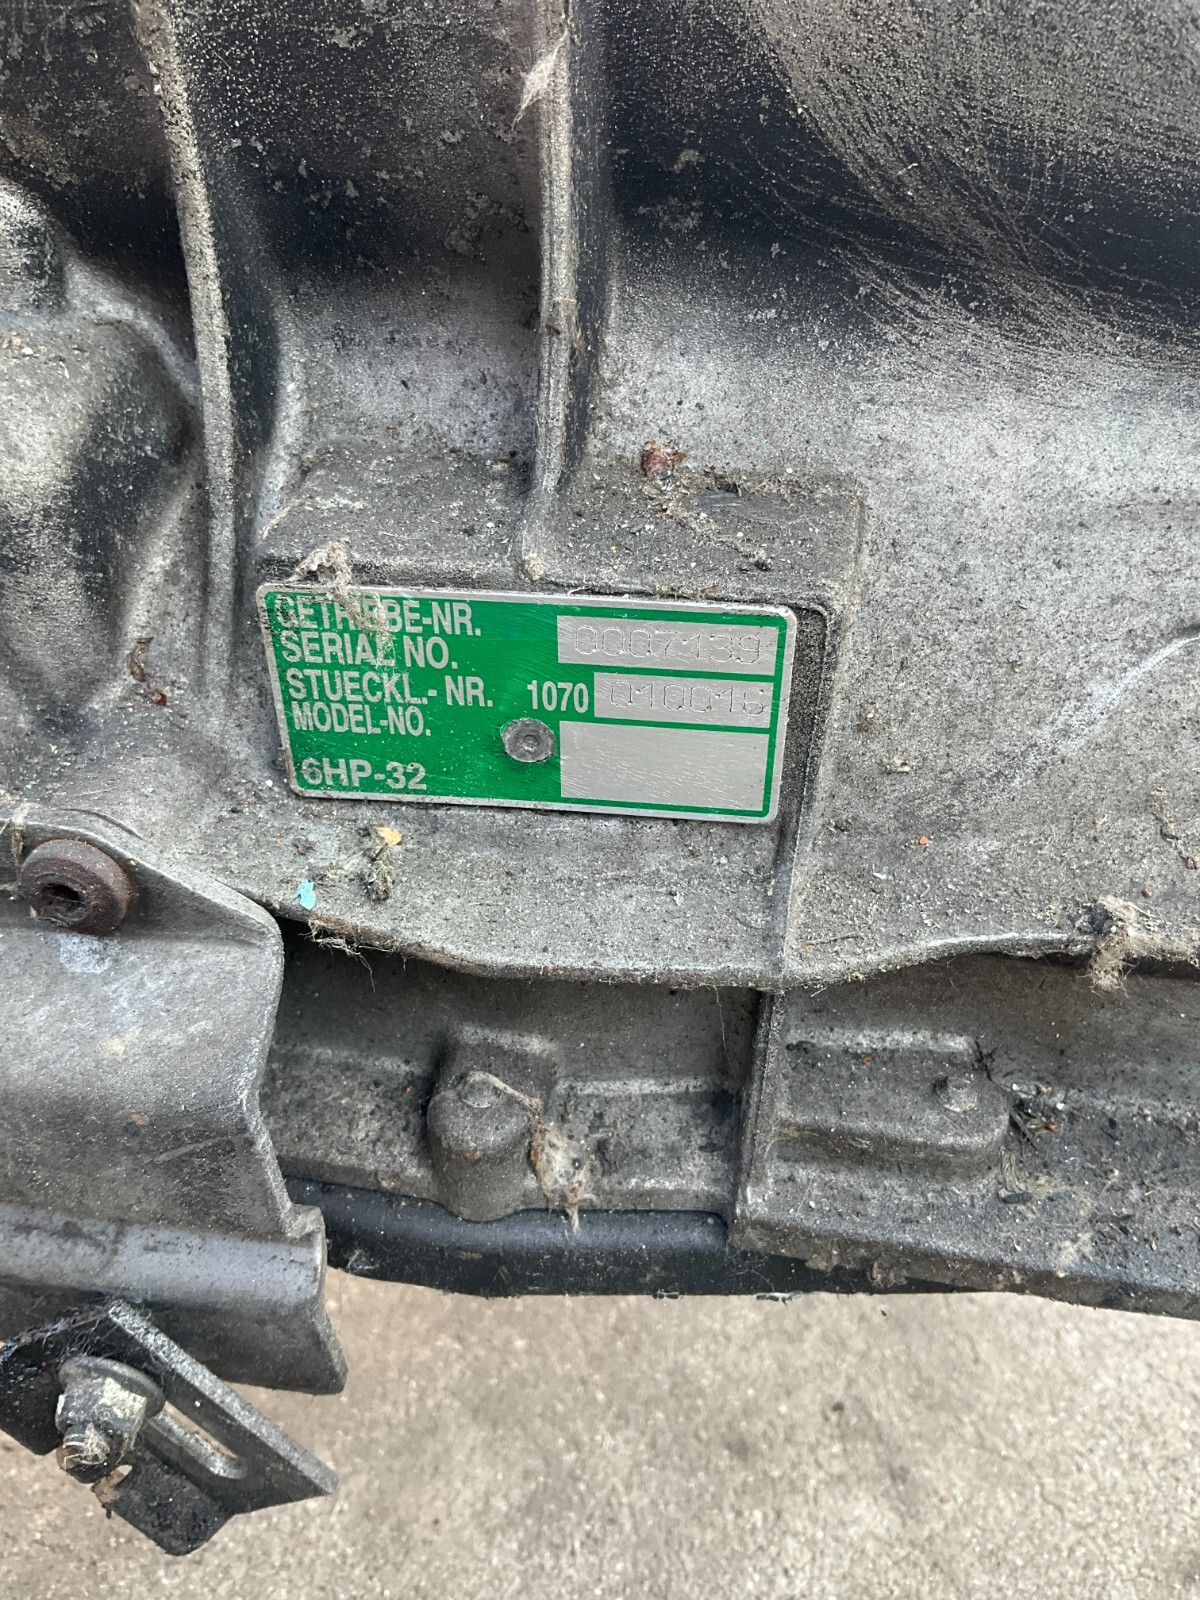 GETRIEBE-NR.
SERIAL NO. 0007139
STUECKL.- NR. 1070 010016
MODEL-NO.
6HP-32